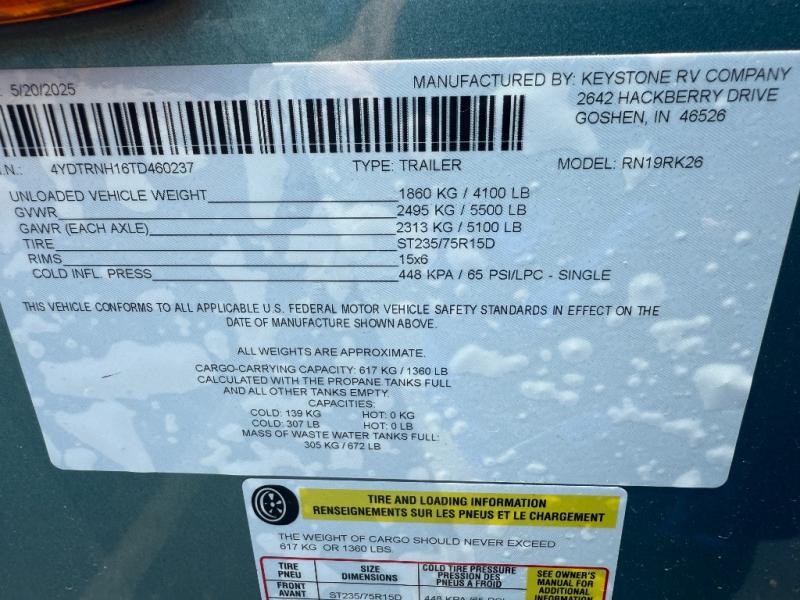 5/20/2025
MANUFACTURED BY: KEYSTONE RV COMPANY
2642 HACKBERRY DRIVE
GOSHEN, IN 46526
.N.: 4YDTRNH16TD460237 TYPE: TRAILER MODEL: RN19RK26
UNLOADED VEHICLE WEIGHT 1860 KG / 4100 LB
GVWR 2495 KG / 5500 LB
GAWR (EACH AXLE) 2313 KG / 5100 LB
TIRE ST235/75R15D
RIMS 15x6
COLD INFL. PRESS 448 KPA / 65 PSI/LPC - SINGLE
THIS VEHICLE CONFORMS TO ALL APPLICABLE U.S. FEDERAL MOTOR VEHICLE SAFETY STANDARDS IN EFFECT ON THE
DATE OF MANUFACTURE SHOWN ABOVE.
ALL WEIGHTS ARE APPROXIMATE.
CARGO-CARRYING CAPACITY: 617 KG / 1360 LB
CALCULATED WITH THE PROPANE TANKS FULL
AND ALL OTHER TANKS EMPTY.
CAPACITIES:
COLD: 139 KG HOT: 0 KG
COLD: 307 LB HOT: 0 LB
MASS OF WASTE WATER TANKS FULL:
305 KG / 672 LB
TIRE AND LOADING INFORMATION
RENSEIGNEMENTS SUR LES PNEUS ET LE CHARGEMENT
THE WEIGHT OF CARGO SHOULD NEVER EXCEED
617 KG OR 1360 LBS.
TIRE
PNEU
SIZE
DIMENSIONS
COLD TIRE PRESSURE
PRESSION DES
PNEUS A FROID
SEE OWNER'S
MANUAL FOR
ADDITIONAL
INFORMATION
FRONT
AVANT
ST235/75R15D
448 KPA /65 PSI/